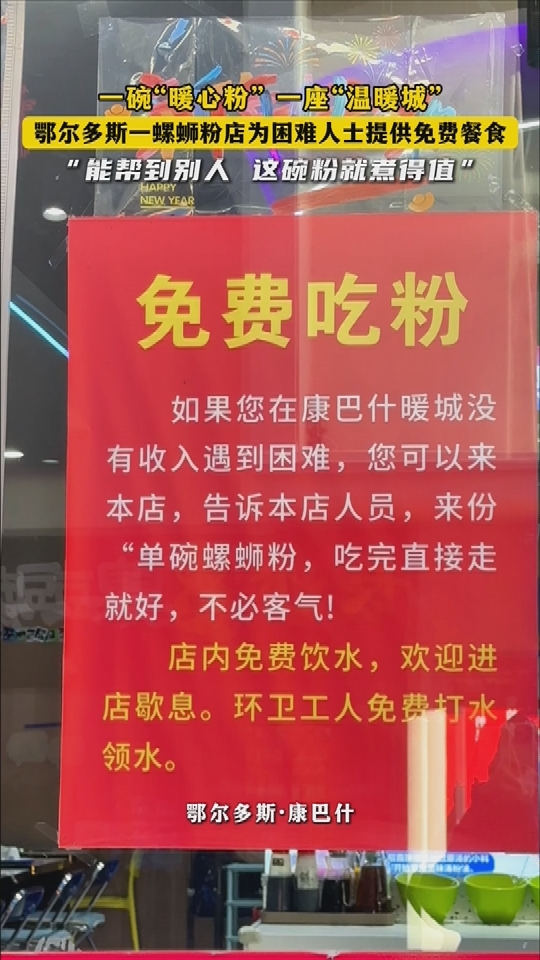 一碗“暖心粉” 一座“温暖城”
鄂尔多斯一螺蛳粉店为困难人士提供免费餐食
“能帮到别人 这碗粉就煮得值”
HAPPY
NEW YEAR
免费吃粉
如果您在康巴什暖城没
有收入遇到困难，您可以来
本店，告诉本店人员，来份
“单碗螺蛳粉，吃完直接走
就好，不必客气！
店内免费饮水，欢迎进
店歇息。环卫工人免费打水
领水。
鄂尔多斯·康巴什